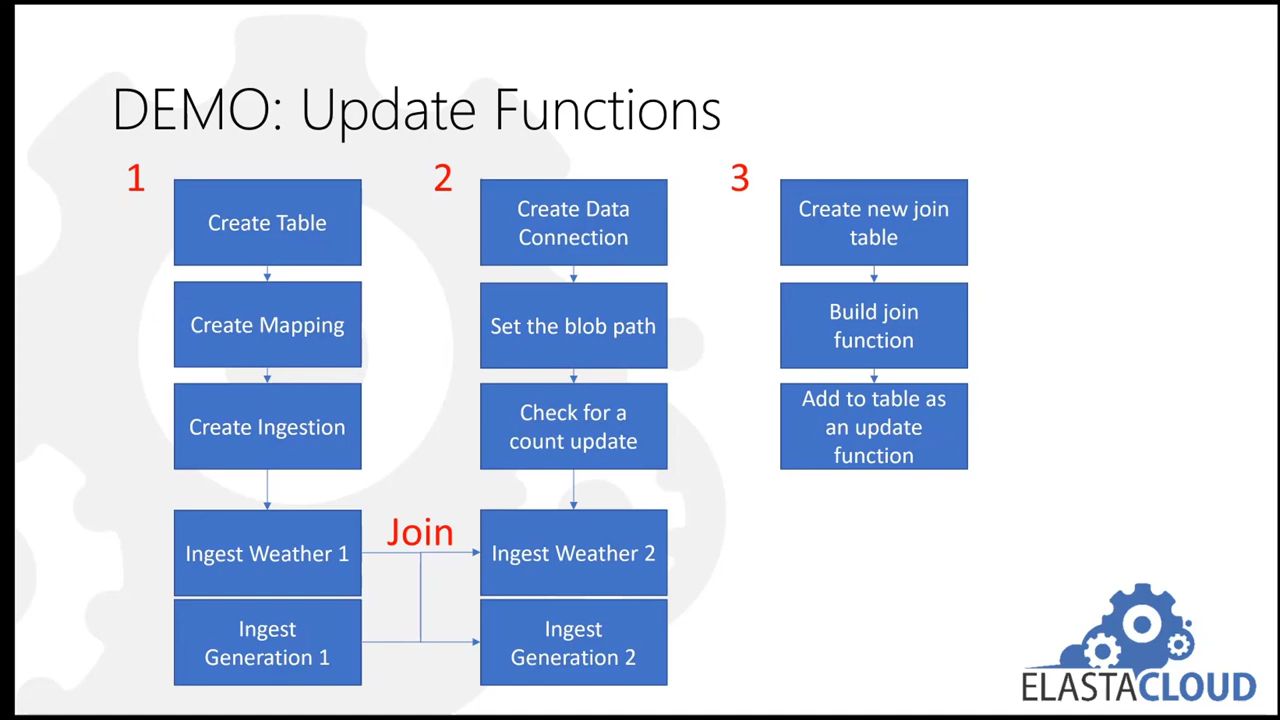 DEMO: Update Functions
1
Create Table
Create Mapping
Create Ingestion
Ingest Weather 1
Ingest
Generation 1
Join
2
Create Data
Connection
Set the blob path
Check for a
count update
Ingest Weather 2
Ingest
Generation 2
3
Create new join
table
Build join
function
Add to table as
an update
function
ELASTACLOUD